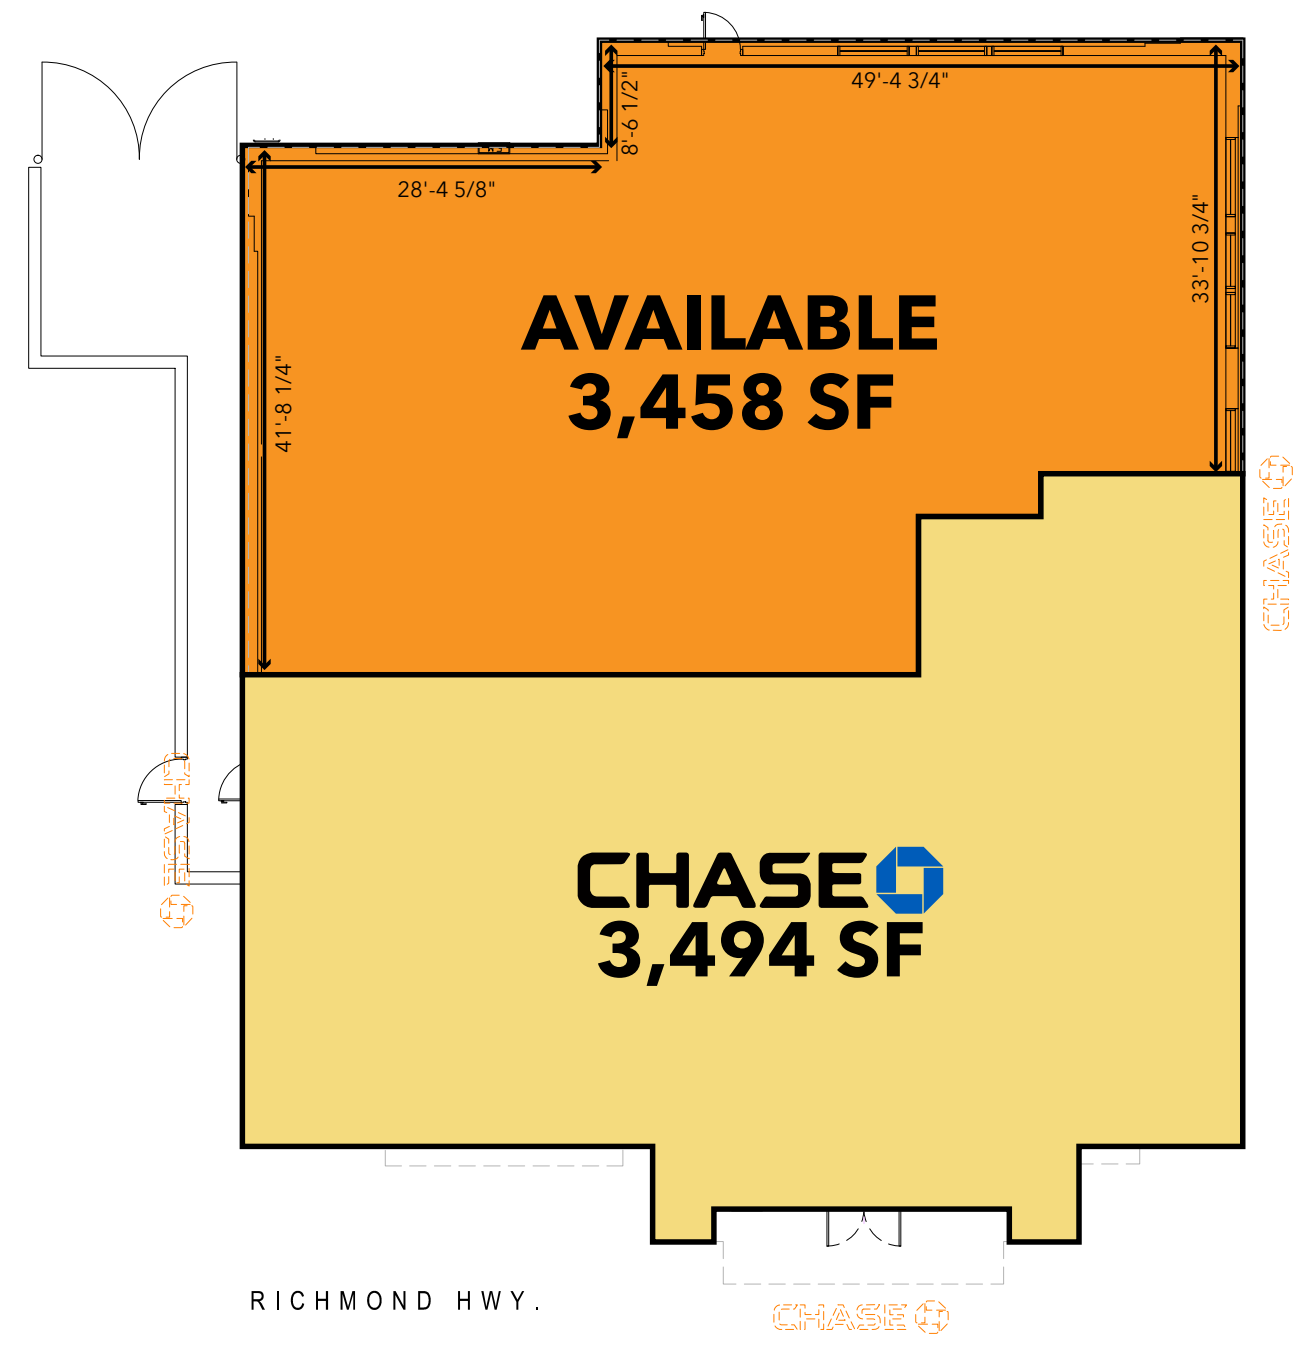 49'-4 3/4"
8'-6 1/2"
28'-4 5/8"
33'-10 3/4"
AVAILABLE
3,458 SF
41'-8 1/4"
CHASE
CHASE
CHASE
3,494 SF
RICHMOND HWY.
CHASE